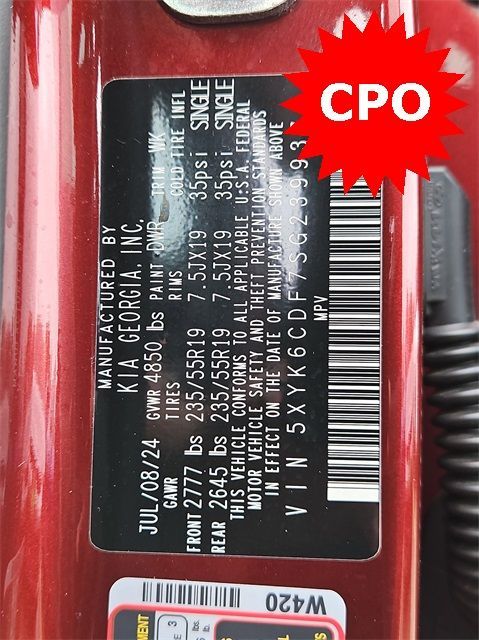 CPO
MANUFACTURED BY
KIA GEORGIA, INC.
JUL/08/24 GVWR 4850 lbs PAINT DWR TRIM WK
GAWR TIRES RIMS COLD TIRE INFL
FRONT 2777 lbs 235/55R19 7.5JX19 35psi SINGLE
REAR 2645 lbs 235/55R19 7.5JX19 35psi SINGLE
THIS VEHICLE CONFORMS TO ALL APPLICABLE U.S.A. FEDERAL
MOTOR VEHICLE SAFETY AND THEFT PREVENTION STANDARDS
IN EFFECT ON THE DATE OF MANUFACTURE SHOWN ABOVE
VIN 5XYK6CDF7SG23993
MPV
W420